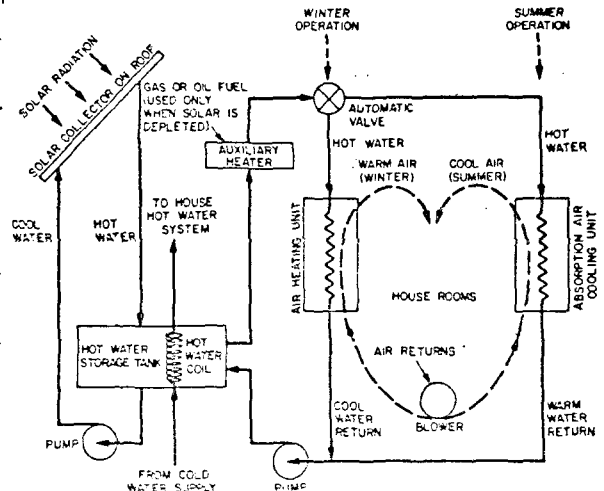 WINTER
OPERATION
SUMMER
OPERATION
SOLAR RADIATION
SOLAR COLLECTOR ON ROOF
GAS OR OIL FUEL
(USED ONLY
WHEN SOLAR IS
DEPLETED)
AUXILIARY
HEATER
AUTOMATIC
VALVE
HOT WATER
HOT
WATER
WARM AIR
(WINTER)
COOL AIR
(SUMMER)
TO HOUSE
HOT WATER
SYSTEM
COOL
WATER
HOT
WATER
AIR HEATING UNIT
HOUSE ROOMS
ABSORPTION AIR
COOLING UNIT
HOT WATER
STORAGE TANK
HOT
WATER
COIL
AIR RETURNS
BLOWER
COOL
WATER
RETURN
WARM
WATER
RETURN
PUMP
FROM COLD
WATER SUPPLY
PUMP